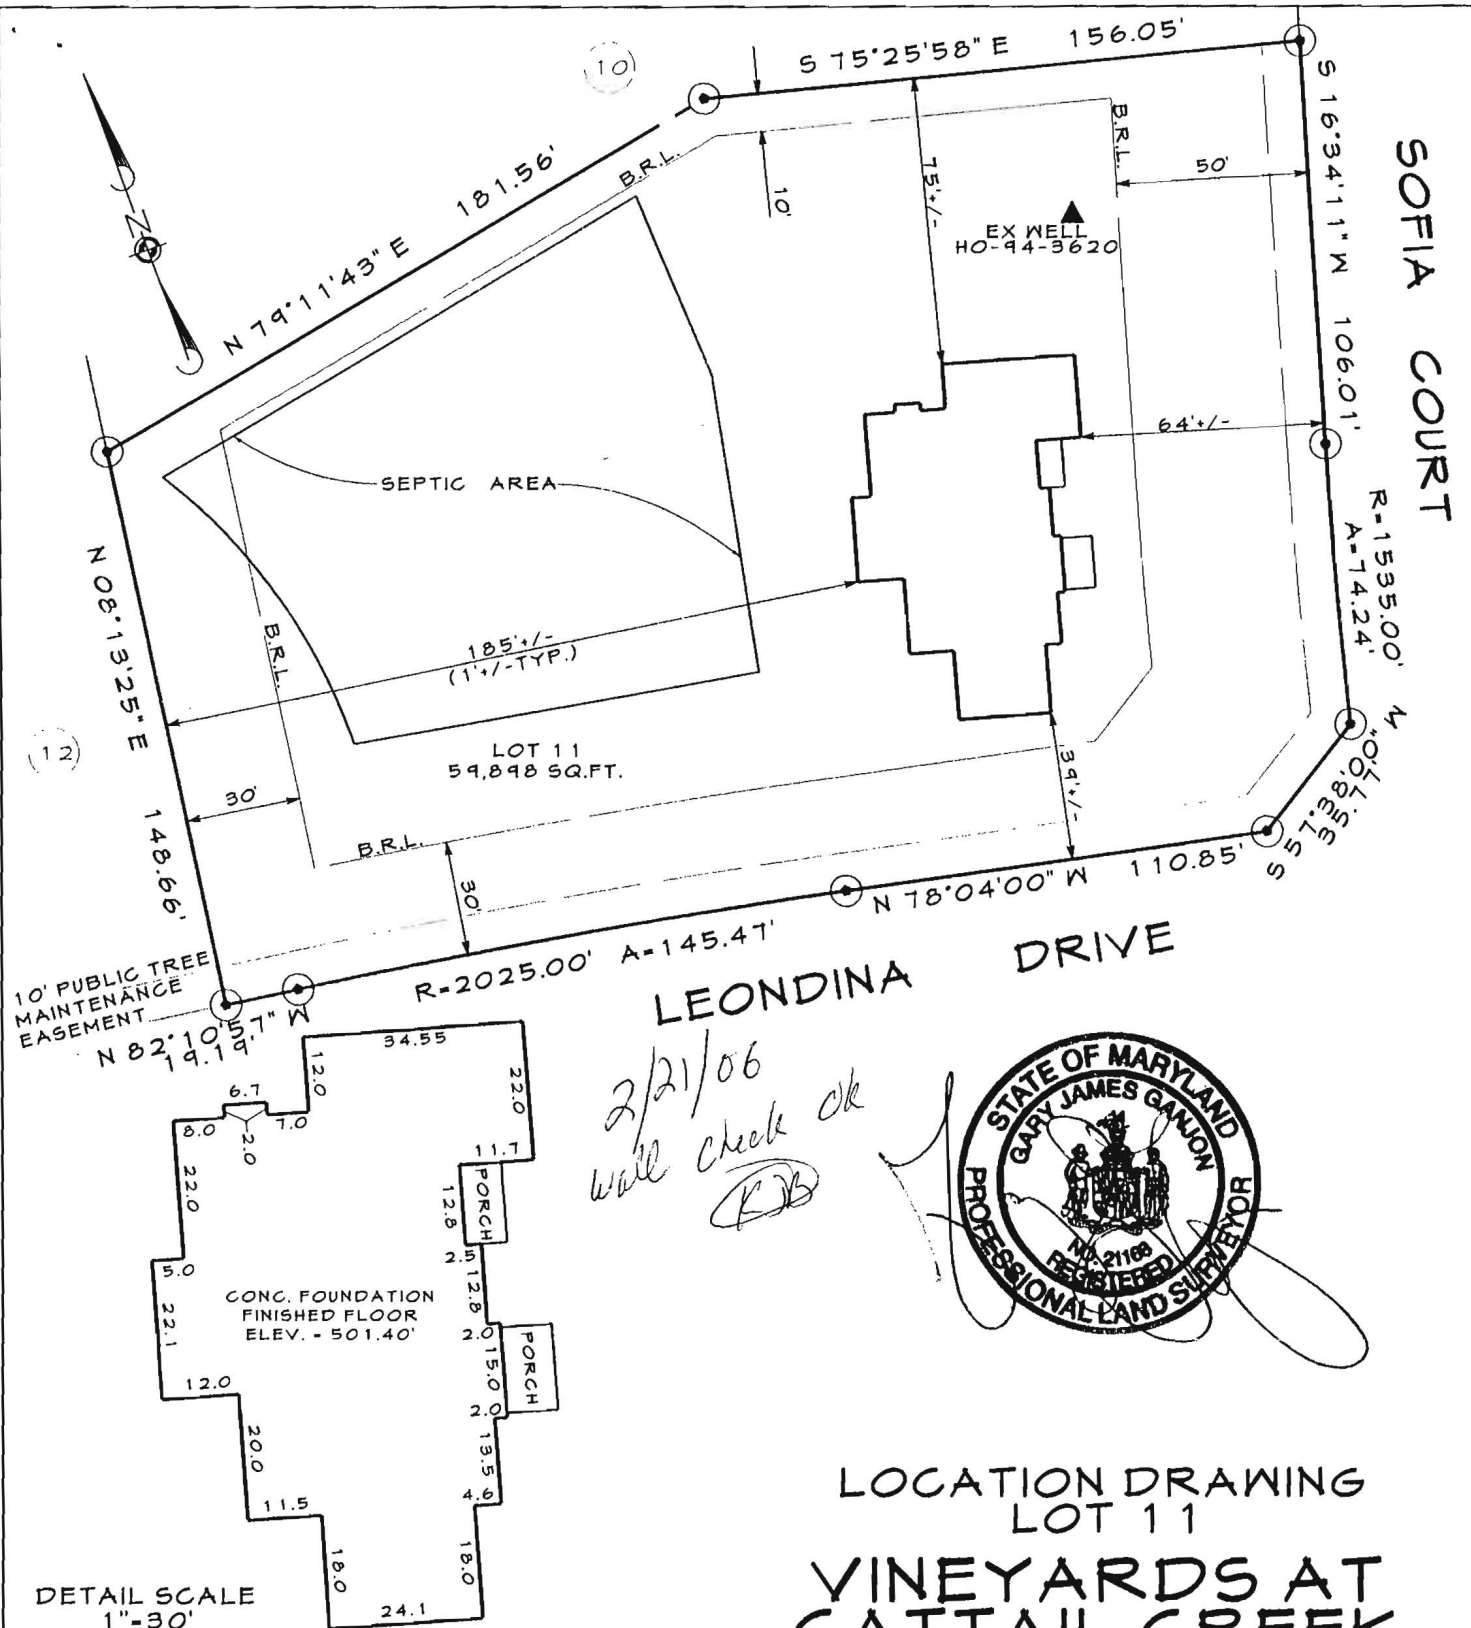 (10)
S 75°25'58" E 156.05'
N 79°11'43" E 181.56'
B.R.L.
10'
75'+/-
B.R.L.
50'
S 16°34'11" W 106.01'
SOFIA COURT
N
EX WELL
HO-94-3620
64'+/-
SEPTIC AREA
R=1535.00'
A=74.24'
N 08°13'25" E 148.66'
(12)
B.R.L.
185'+/-
(1'+/-TYP.)
LOT 11
59,898 SQ.FT.
30'
B.R.L.
30'
39'+/-
S 57°38'00" W
35.77'
N 78°04'00" W 110.85'
R=2025.00' A=145.47'
LEONDINA DRIVE
10' PUBLIC TREE
MAINTENANCE
EASEMENT
N 82°10'57" W
19.19'
34.55
12.0
22.0
6.7
8.0
7.0
2.0
11.7
22.0
12.8
PORCH
2.5
5.0
12.8
CONC. FOUNDATION
FINISHED FLOOR
ELEV. - 501.40'
22.1
2.0
15.0
PORCH
12.0
2.0
20.0
13.5
4.6
11.5
18.0
18.0
24.1
DETAIL SCALE
1"-30'
2/21/06
wall check ok
KJB
STATE OF MARYLAND
GARY JAMES GANJON
NO. 21168
REGISTERED
PROFESSIONAL LAND SURVEYOR
LOCATION DRAWING
LOT 11
VINEYARDS AT
CATTAIL CREEK